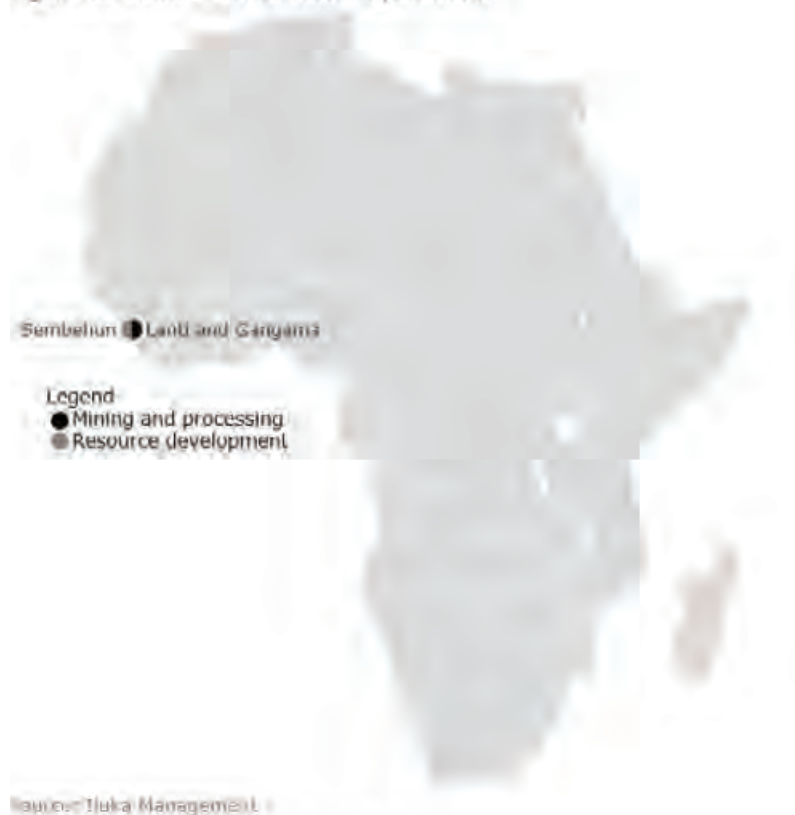 Sembehun Lanti and Gangama
Legend
Mining and processing
Resource development
Source: Iluka Management